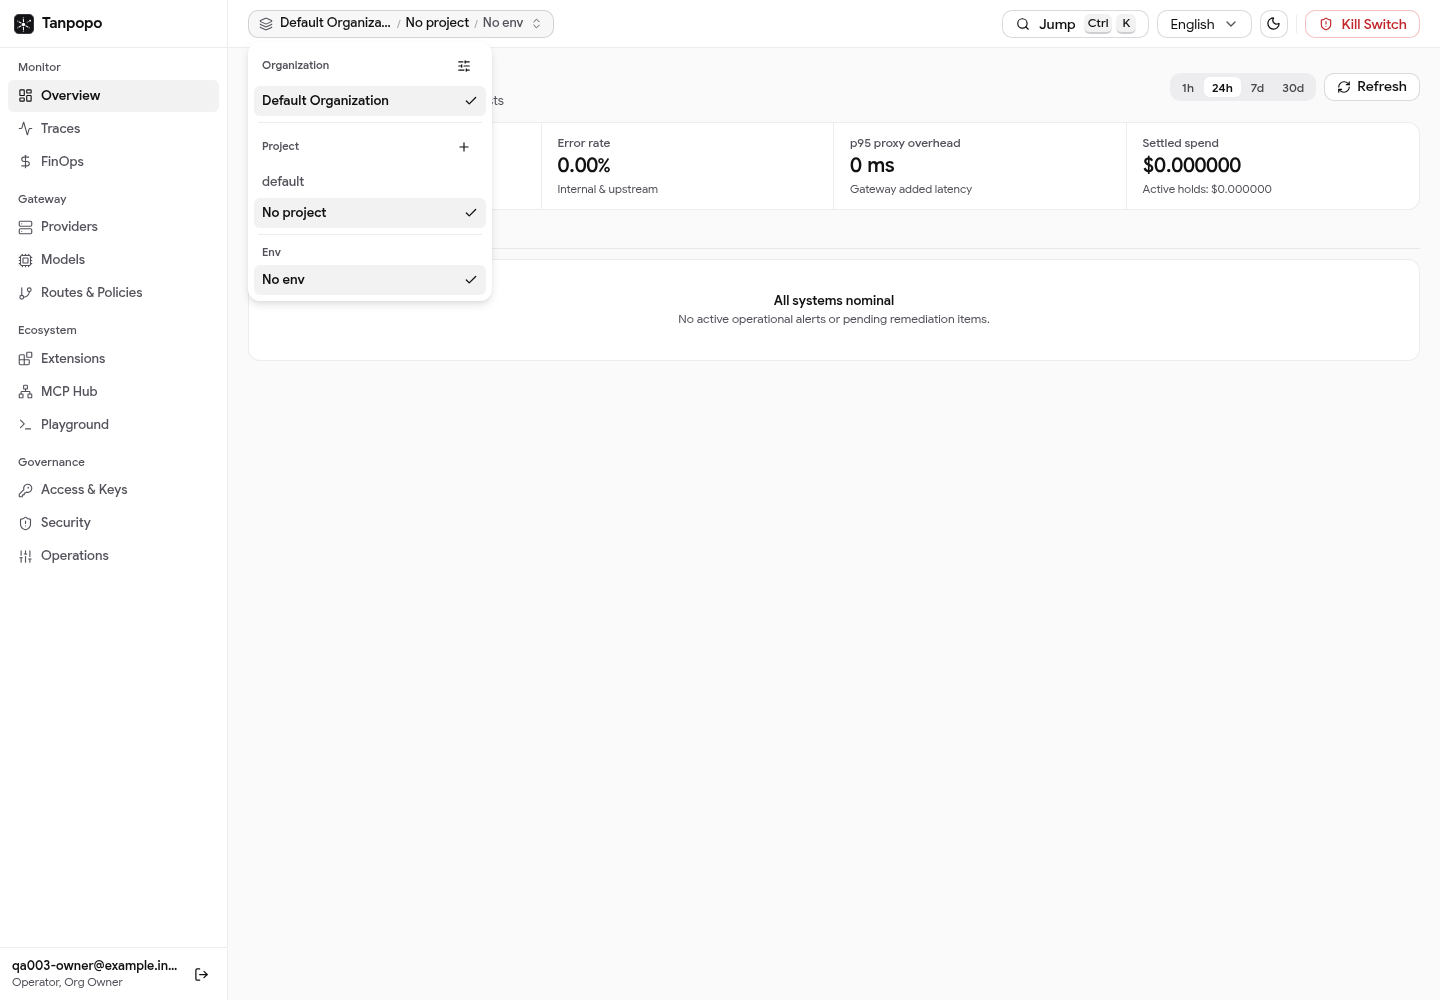 Tanpopo
Default Organiza... / No project / No env
Jump Ctrl K
English
Kill Switch
Monitor
Overview
Traces
FinOps
Gateway
Providers
Models
Routes & Policies
Ecosystem
Extensions
MCP Hub
Playground
Governance
Access & Keys
Security
Operations
qa003-owner@example.in...
Operator, Org Owner
Organization
Default Organization
Project
default
No project
Env
No env
1h 24h 7d 30d
Refresh
Error rate
0.00%
Internal & upstream
p95 proxy overhead
0 ms
Gateway added latency
Settled spend
$0.000000
Active holds: $0.000000
All systems nominal
No active operational alerts or pending remediation items.